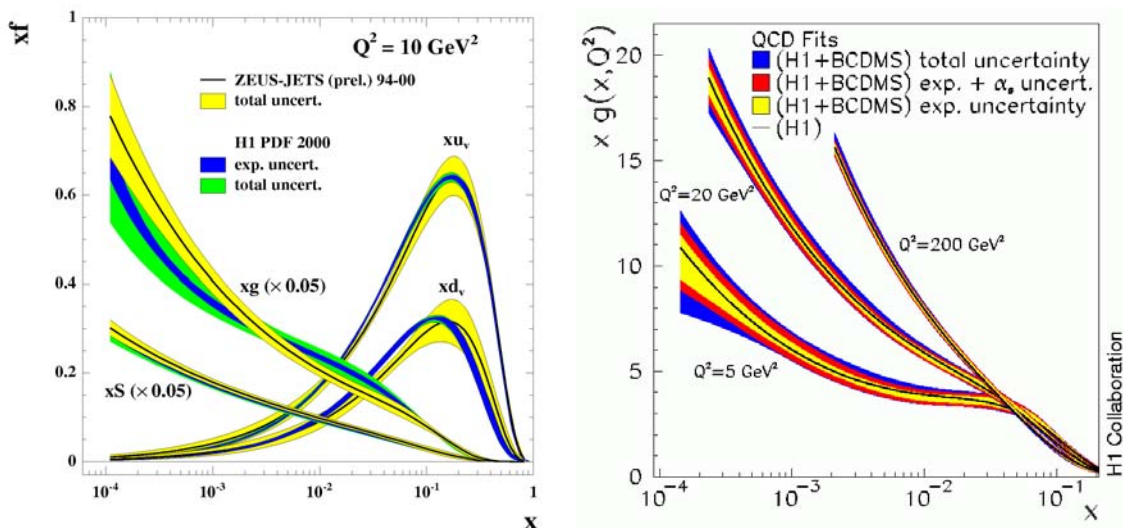 xf
Q² = 10 GeV²
ZEUS-JETS (prel.) 94-00
total uncert.
H1 PDF 2000
exp. uncert.
total uncert.
xuᵥ
xdᵥ
xg (× 0.05)
xS (× 0.05)
1
0.8
0.6
0.4
0.2
0
10⁻⁴
10⁻³
10⁻²
10⁻¹
1
x
x g(x,Q²)
QCD Fits
(H1+BCDMS) total uncertainty
(H1+BCDMS) exp. + αₛ uncert.
(H1+BCDMS) exp. uncertainty
(H1)
Q²=20 GeV²
Q²=200 GeV²
Q²=5 GeV²
20
15
10
5
0
10⁻⁴
10⁻³
10⁻²
10⁻¹
x
H1 Collaboration